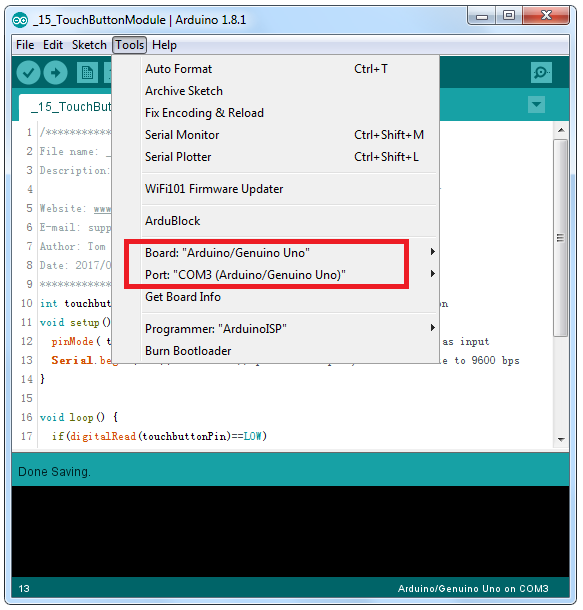 _15_TouchButtonModule | Arduino 1.8.1
File Edit Sketch Tools Help
Auto Format Ctrl+T
Archive Sketch
Fix Encoding & Reload
Serial Monitor Ctrl+Shift+M
Serial Plotter Ctrl+Shift+L
WiFi101 Firmware Updater
ArduBlock
Board: "Arduino/Genuino Uno"
Port: "COM3 (Arduino/Genuino Uno)"
Get Board Info
Programmer: "ArduinoISP"
Burn Bootloader
_15_TouchButt
1 /************
2 File name: _
3 Description:
4
5 Website: www
6 E-mail: supp
7 Author: Tom
8 Date: 2017/0
9 ************
10 int touchbutt
11 void setup()
12 pinMode( t as input
13 Serial.beg e to 9600 bps
14 }
15
16 void loop() {
17 if(digitalRead(touchbuttonPin)==LOW)
Done Saving.
13 Arduino/Genuino Uno on COM3